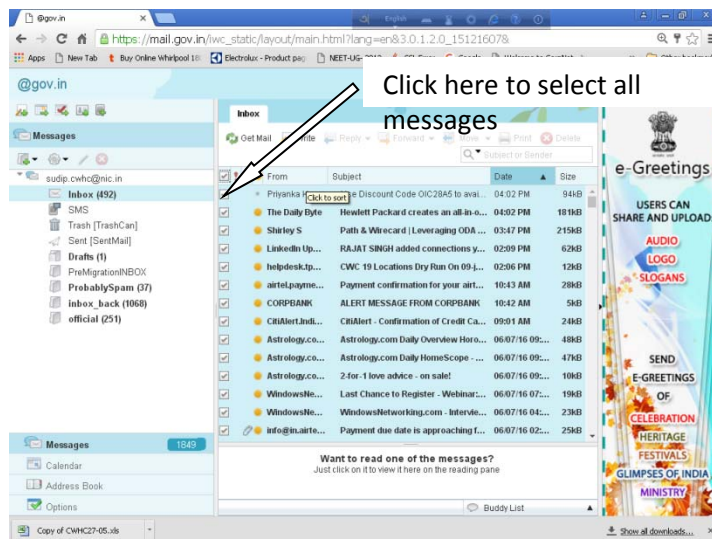 @gov.in
English
https://mail.gov.in/iwc_static/layout/main.html?lang=en&3.0.1.2.0_15121607&
Apps New Tab Buy Online Whirlpool 18 Electrolux - Product pag NEET-UG-2013 Google Welcome to Other bookmar
@gov.in
Click here to select all
messages
Inbox
Messages
Get Mail Write Reply Forward Move Print Delete
Subject or Sender
sudip.cwhc@nic.in
Inbox (492)
SMS
Trash [TrashCan]
Sent [SentMail]
Drafts (1)
PreMigrationINBOX
ProbablySpam (37)
inbox_back (1068)
official (251)
From Subject Date Size
Priyanka Discount Code OIC28A5 to avai... 04:02 PM 94kB
Click to sort
The Daily Byte Hewlett Packard creates an all-in-o... 04:02 PM 181kB
Shirley S Path & Wirecard | Leveraging ODA ... 03:47 PM 215kB
LinkedIn Up... RAJAT SINGH added connections y... 02:09 PM 62kB
helpdesk.tp... CWC 19 Locations Dry Run On 09-j... 02:06 PM 12kB
airtel.payme... Payment confirmation for your airt... 10:43 AM 28kB
CORPBANK ALERT MESSAGE FROM CORPBANK 10:42 AM 5kB
CitiAlert.Indi... CitiAlert - Confirmation of Credit Ca... 09:01 AM 24kB
Astrology.co... Astrology.com Daily Overview Horo... 06/07/16 09:... 48kB
Astrology.co... Astrology.com Daily HomeScope - ... 06/07/16 09:... 47kB
Astrology.co... 2-for-1 love advice - on sale! 06/07/16 09:... 10kB
WindowsNe... Last Chance to Register - Webinar:... 06/07/16 07:... 19kB
WindowsNe... WindowsNetworking.com - Intervie... 06/07/16 04:... 23kB
info@in.airte... Payment due date is approaching f... 06/07/16 02:... 25kB
Want to read one of the messages?
Just click on it to view it here on the reading pane
Buddy List
Messages 1849
Calendar
Address Book
Options
e-Greetings
USERS CAN
SHARE AND UPLOAD
AUDIO
LOGO
SLOGANS
SEND
E-GREETINGS
OF
CELEBRATION
HERITAGE
FESTIVALS
GLIMPSES OF INDIA
MINISTRY
Copy of CWHC27-05.xls
Show all downloads...